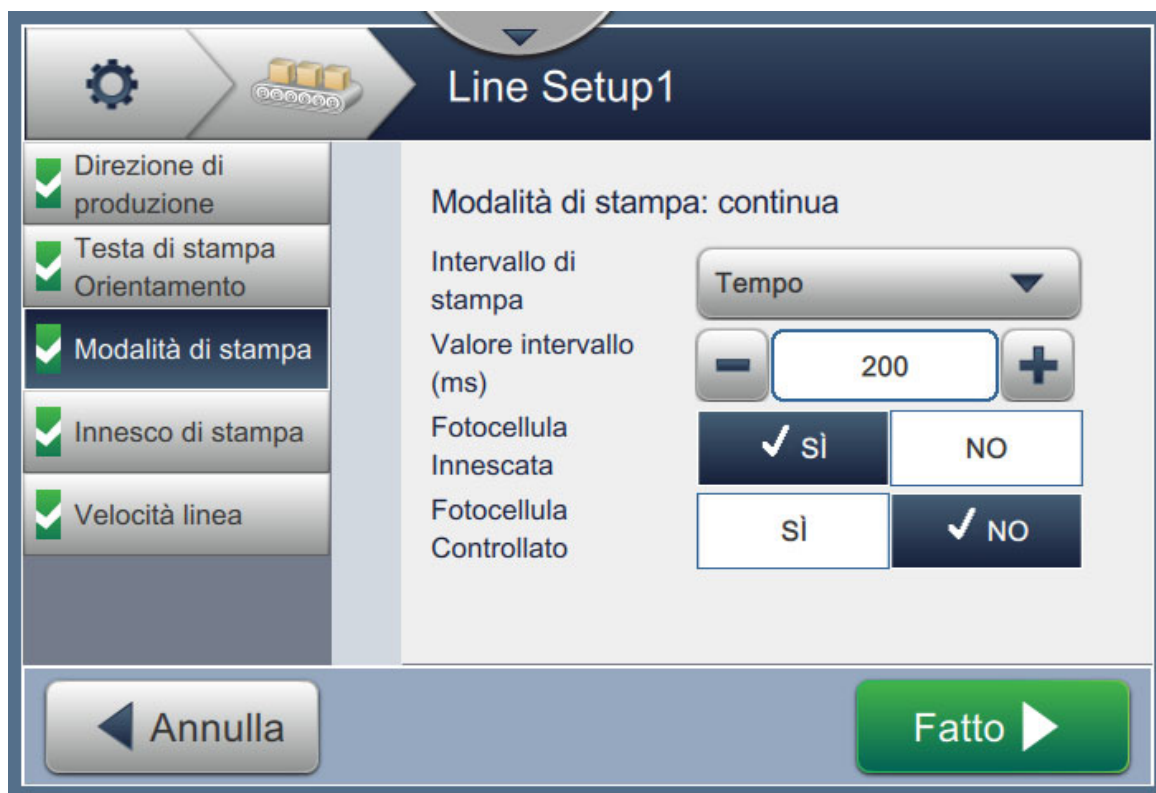 Line Setup1
Direzione di
produzione
Testa di stampa
Orientamento
Modalità di stampa
Innesco di stampa
Velocità linea
Modalità di stampa: continua
Intervallo di
stampa
Tempo
Valore intervallo
(ms)
200
Fotocellula
Innescata
SÌ
NO
Fotocellula
Controllato
SÌ
NO
Annulla
Fatto